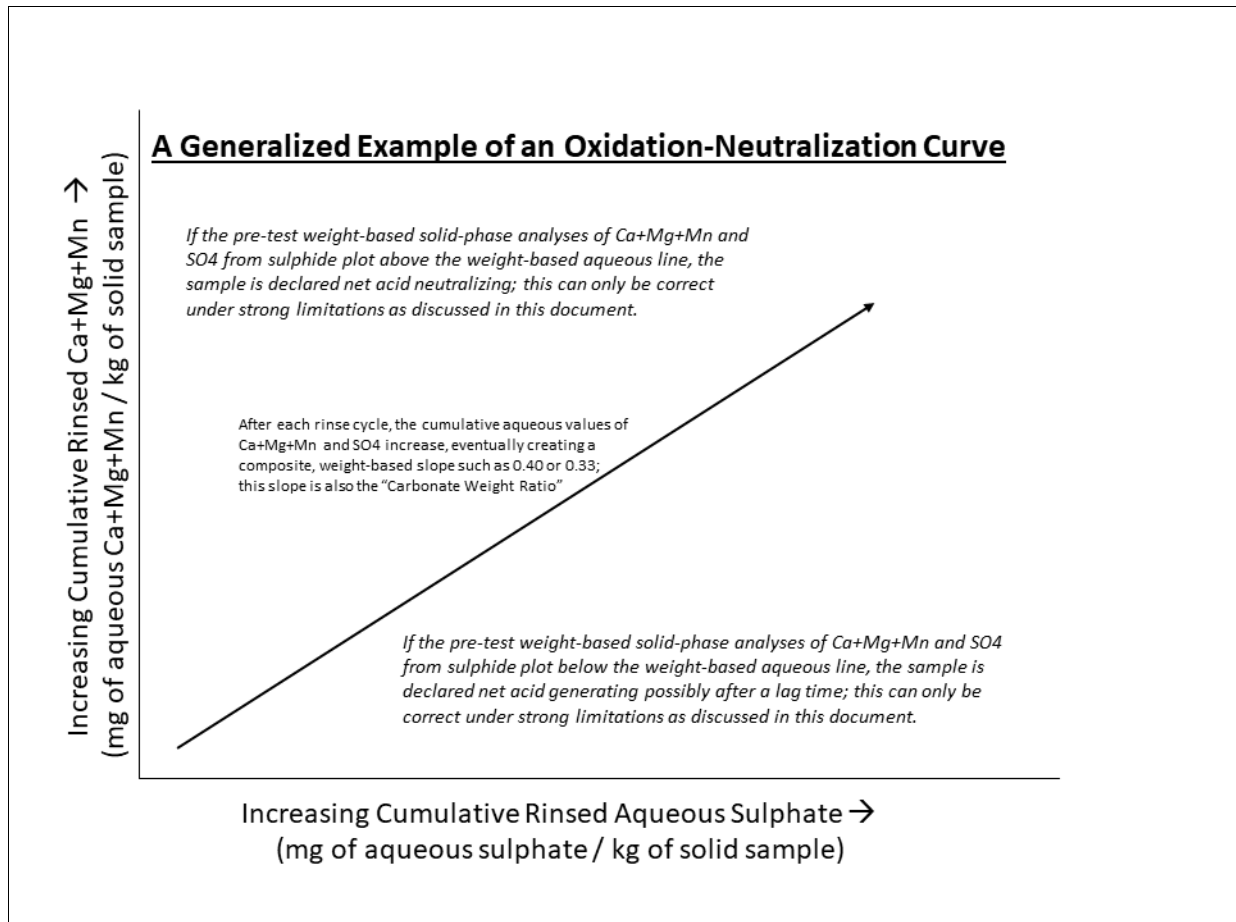 A Generalized Example of an Oxidation-Neutralization Curve
Increasing Cumulative Rinsed Ca+Mg+Mn →
(mg of aqueous Ca+Mg+Mn / kg of solid sample)
If the pre-test weight-based solid-phase analyses of Ca+Mg+Mn and
SO4 from sulphide plot above the weight-based aqueous line, the
sample is declared net acid neutralizing; this can only be correct
under strong limitations as discussed in this document.
After each rinse cycle, the cumulative aqueous values of
Ca+Mg+Mn and SO4 increase, eventually creating a
composite, weight-based slope such as 0.40 or 0.33;
this slope is also the “Carbonate Weight Ratio”
If the pre-test weight-based solid-phase analyses of Ca+Mg+Mn and SO4
from sulphide plot below the weight-based aqueous line, the sample is
declared net acid generating possibly after a lag time; this can only be
correct under strong limitations as discussed in this document.
Increasing Cumulative Rinsed Aqueous Sulphate →
(mg of aqueous sulphate / kg of solid sample)